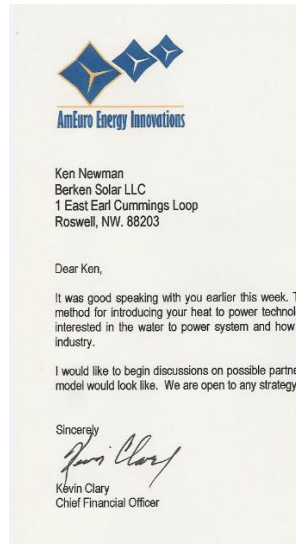 AmEuro Energy Innovations
Ken Newman
Berken Solar LLC
1 East Earl Cummings Loop
Roswell, NW. 88203
Dear Ken,
It was good speaking with you earlier this week.
method for introducing your heat to power
interested in the water to power system and how
industry.
I would like to begin discussions on possible
model would look like. We are open to any strategy
Sincerely
Kevin Clary
Kevin Clary
Chief Financial Officer